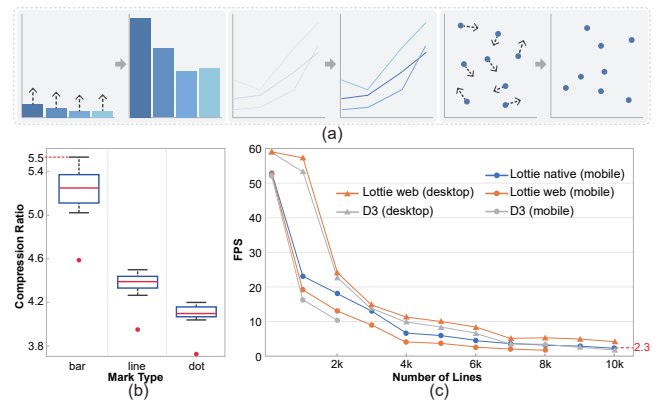 (a)
5.5
5.4
5.0
4.6
4.2
3.8
Compression Ratio
bar
line
dot
Mark Type
(b)
60
50
40
30
20
10
0
FPS
Lottie native (mobile)
Lottie web (desktop)
Lottie web (mobile)
D3 (desktop)
D3 (mobile)
2.3
2k
4k
6k
8k
10k
Number of Lines
(c)